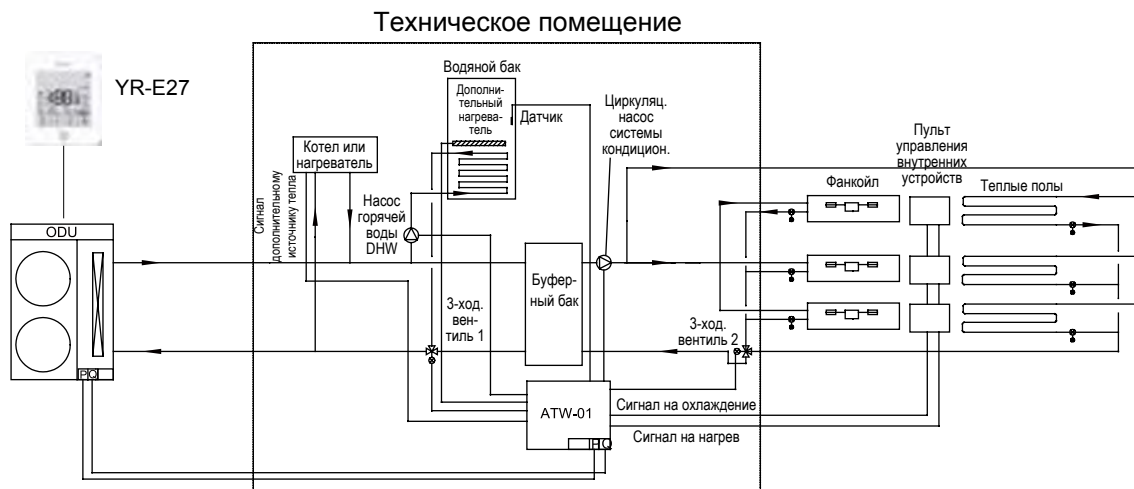 Техническое помещение
YR-E27
Водяной бак
Дополни-
тельный
нагрева-
тель
Датчик
Циркуляц.
насос
системы
кондицион.
Котел или
нагреватель
Сигнал
дополнительному
источнику тепла
Насос
горячей
воды
DHW
Пульт
управления
внутренних
устройств
Фанкойл
Теплые полы
ODU
Буфер-
ный бак
3-ход.
вен-
тиль 1
3-ход.
вентиль 2
P Q
ATW-01
Сигнал на охлаждение
Сигнал на нагрев